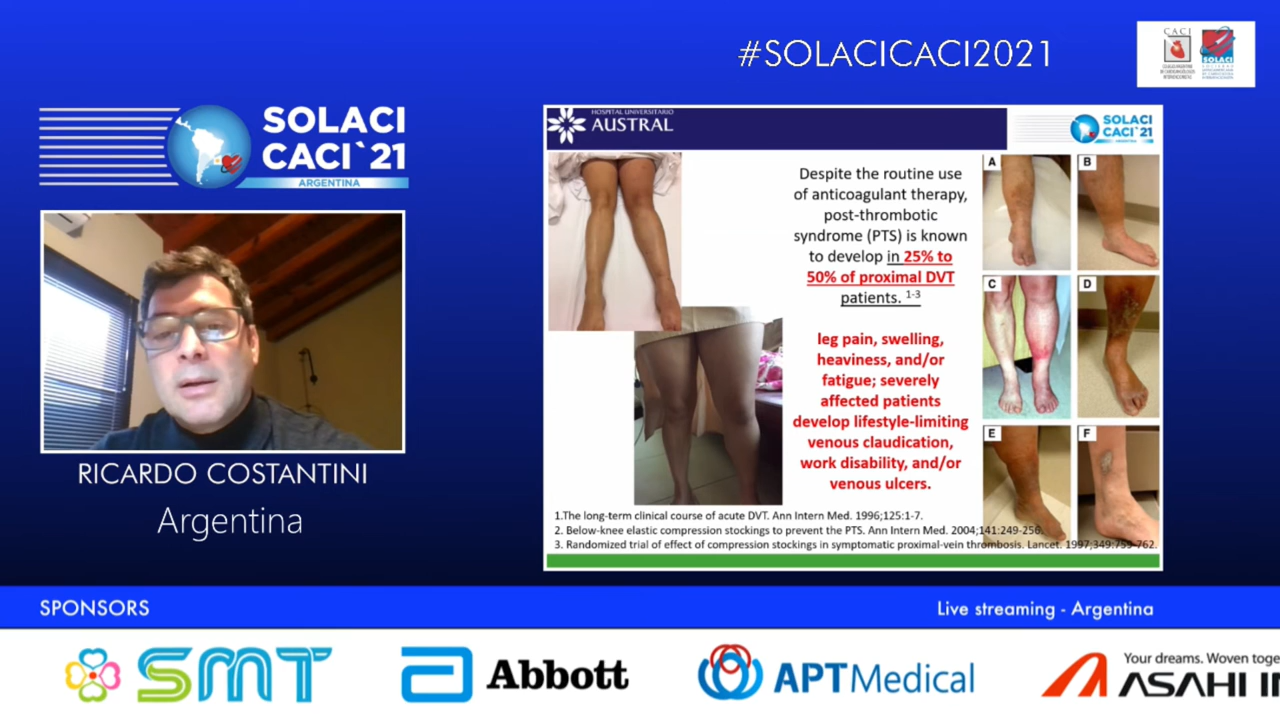 #SOLACICACI2021
CACI
SOLACI
SOLACI
CACI`21
ARGENTINA
RICARDO COSTANTINI
Argentina
HOSPITAL UNIVERSITARIO
AUSTRAL
SOLACI
CACI`21
ARGENTINA
Despite the routine use
of anticoagulant therapy,
post-thrombotic
syndrome (PTS) is known
to develop in 25% to
50% of proximal DVT
patients. 1-3
leg pain, swelling,
heaviness, and/or
fatigue; severely
affected patients
develop lifestyle-limiting
venous claudication,
work disability, and/or
venous ulcers.
A
B
C
D
E
F
1.The long-term clinical course of acute DVT. Ann Intern Med. 1996;125:1-7.
2. Below-knee elastic compression stockings to prevent the PTS. Ann Intern Med. 2004;141:249-256.
3. Randomized trial of effect of compression stockings in symptomatic proximal-vein thrombosis. Lancet. 1997;349:759-762.
SPONSORS
Live streaming - Argentina
SMT
Abbott
APT Medical
Your dreams. Woven toge
ASAHI IN